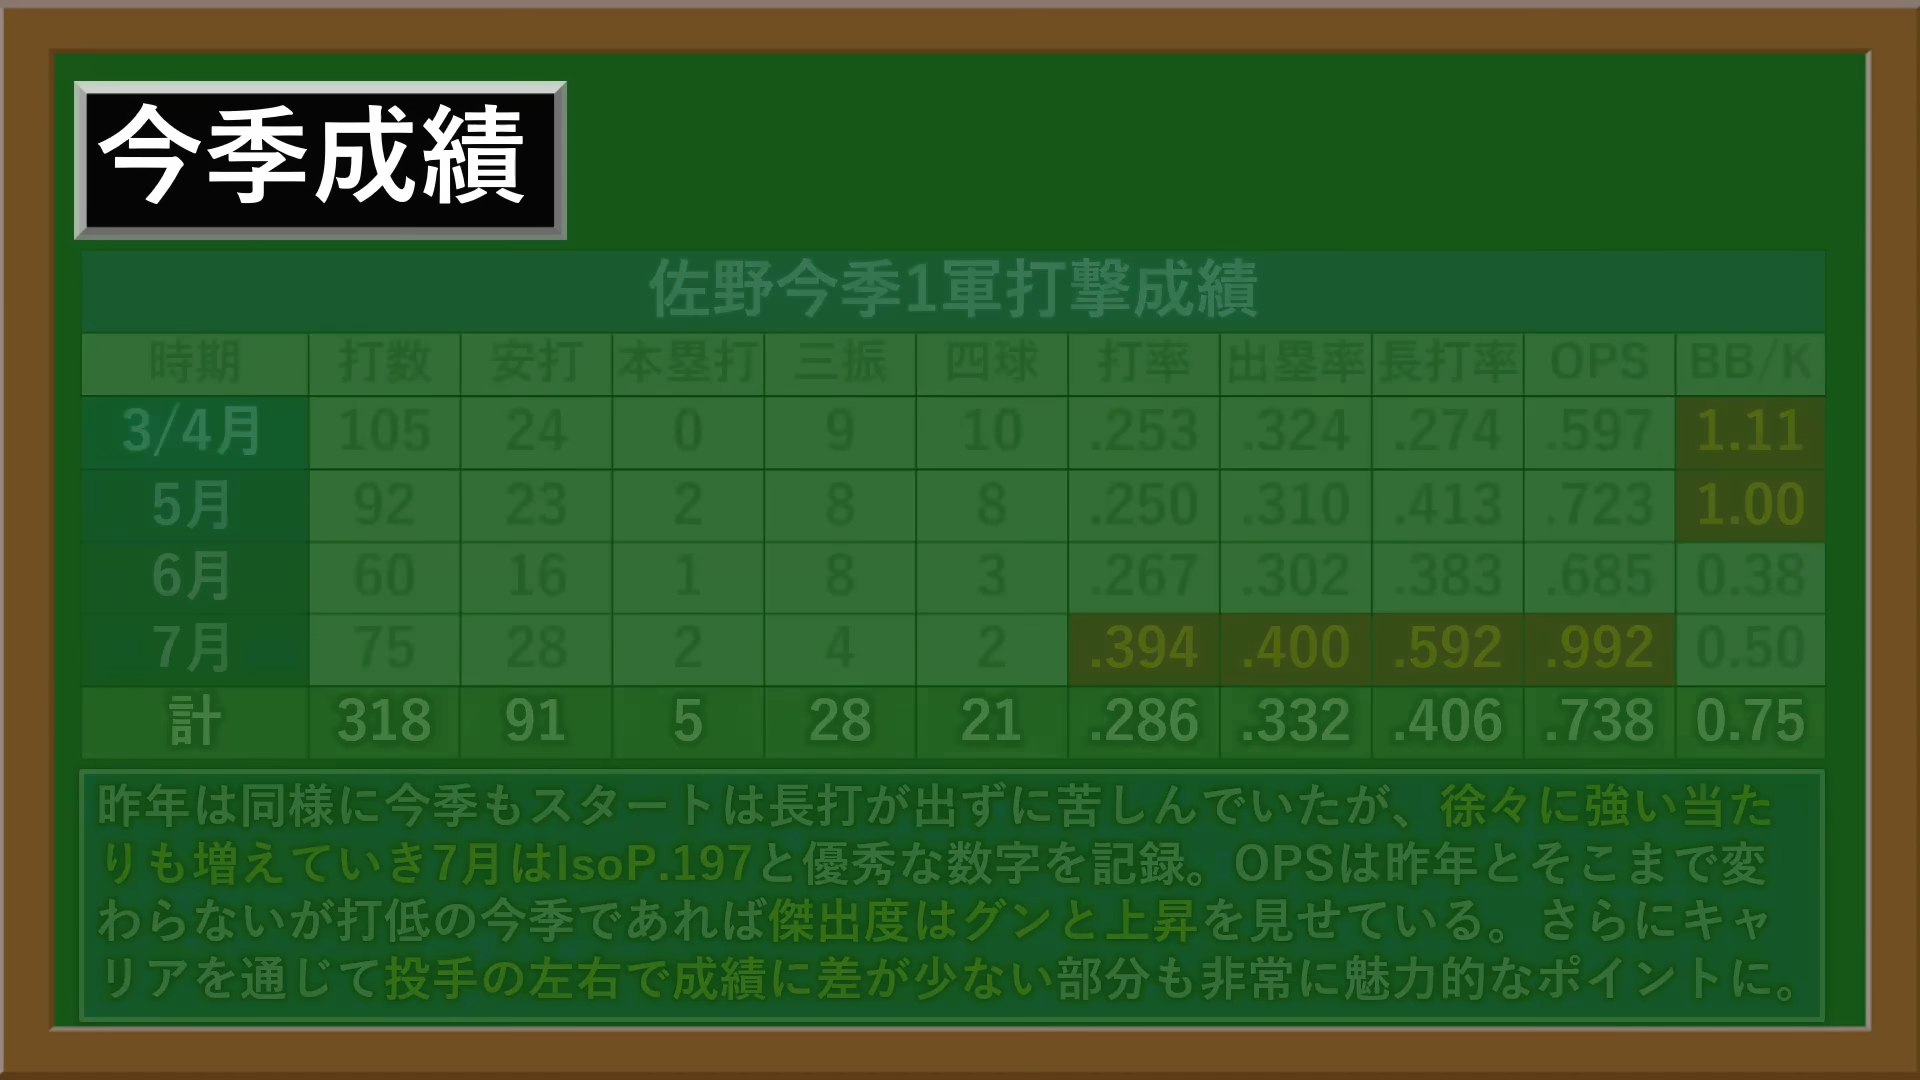 今季成績
佐野今季1軍打撃成績
時期 打数 安打 本塁打 三振 四球 打率 出塁率 長打率 OPS BB/K
3/4月 105 24 0 9 10 .253 .324 .274 .597 1.11
5月 92 23 2 8 8 .250 .310 .413 .723 1.00
6月 60 16 1 8 3 .267 .302 .383 .685 0.38
7月 75 28 2 4 2 .394 .400 .592 .992 0.50
計 318 91 5 28 21 .286 .332 .406 .738 0.75
昨年は同様に今季もスタートは長打が出ずに苦しんでいたが、徐々に強い当た
りも増えていき7月はIsoP.197と優秀な数字を記録。OPSは昨年とそこまで変
わらないが打低の今季であれば傑出度はグンと上昇を見せている。さらにキャ
リアを通じて投手の左右で成績に差が少ない部分も非常に魅力的なポイントに。